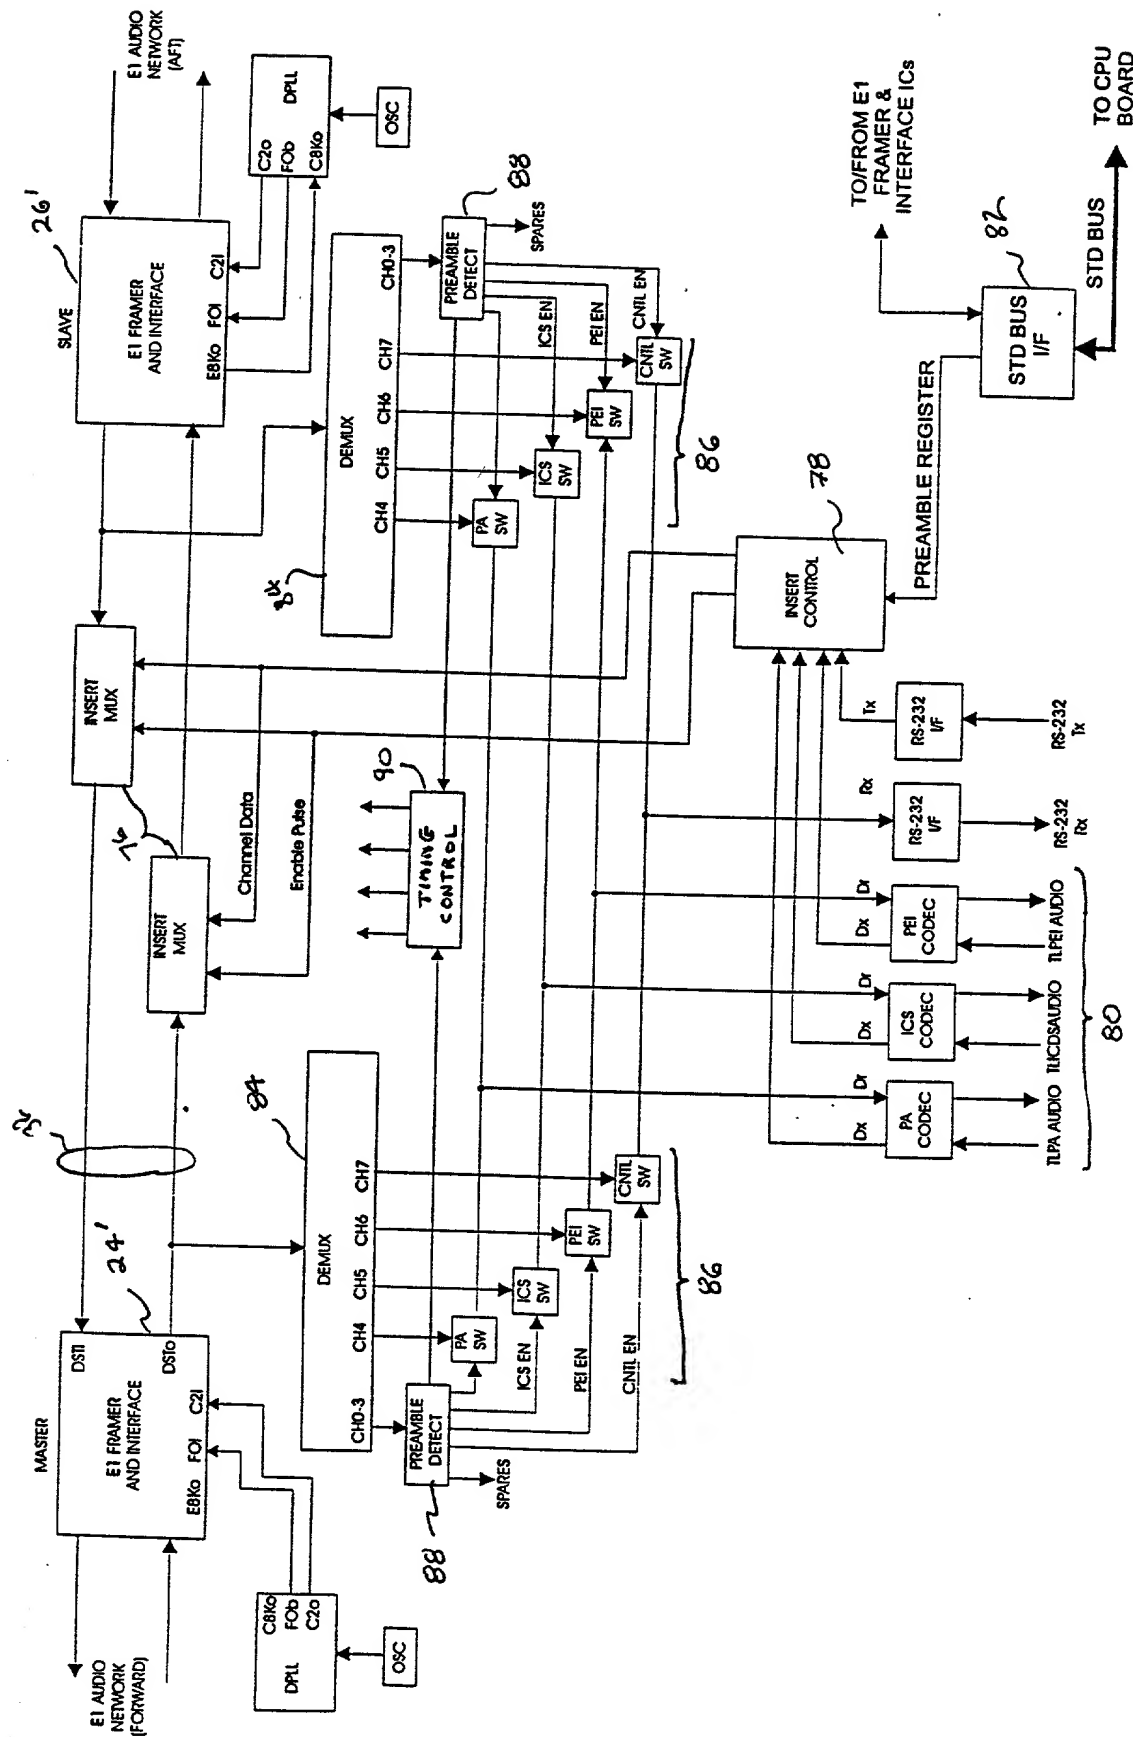 E1 AUDIO
NETWORK
(FORWARD)
MASTER
E1 FRAMER
AND INTERFACE
DSTi
DSTo
E8Ko
FOI
C2I
24'
C8Ko
FOb
C2o
DPLL
OSC
INSERT
MUX
INSERT
MUX
Channel Data
Enable Pulse
SLAVE
26'
E1 FRAMER
AND INTERFACE
E8Ko
FOI
C2I
E1 AUDIO
NETWORK
(AFT)
C2o
FOb
C8Ko
DPLL
OSC
84
DEMUX
CH0-3
CH4
CH5
CH6
CH7
PREAMBLE
DETECT
88
SPARES
PA
SW
ICS
SW
PEI
SW
CNTL
SW
ICS EN
PEI EN
CNTL EN
86
90
TIMING
CONTROL
DEMUX
CH4
CH5
CH6
CH7
CH0-3
PREAMBLE
DETECT
88
SPARES
PA
SW
ICS
SW
PEI
SW
CNTL
SW
ICS EN
PEI EN
CNTL EN
86
INSERT
CONTROL
78
PREAMBLE REGISTER
TO/FROM E1
FRAMER &
INTERFACE ICs
STD BUS
I/F
82
STD BUS
TO CPU
BOARD
Dx
Dr
PA
CODEC
TLPA AUDIO
Dx
Dr
ICS
CODEC
TLICDSAUDIO
Dx
Dr
PEI
CODEC
TLPEI AUDIO
80
Rx
RS-232
I/F
RS-232
Rx
Tx
RS-232
I/F
RS-232
Tx